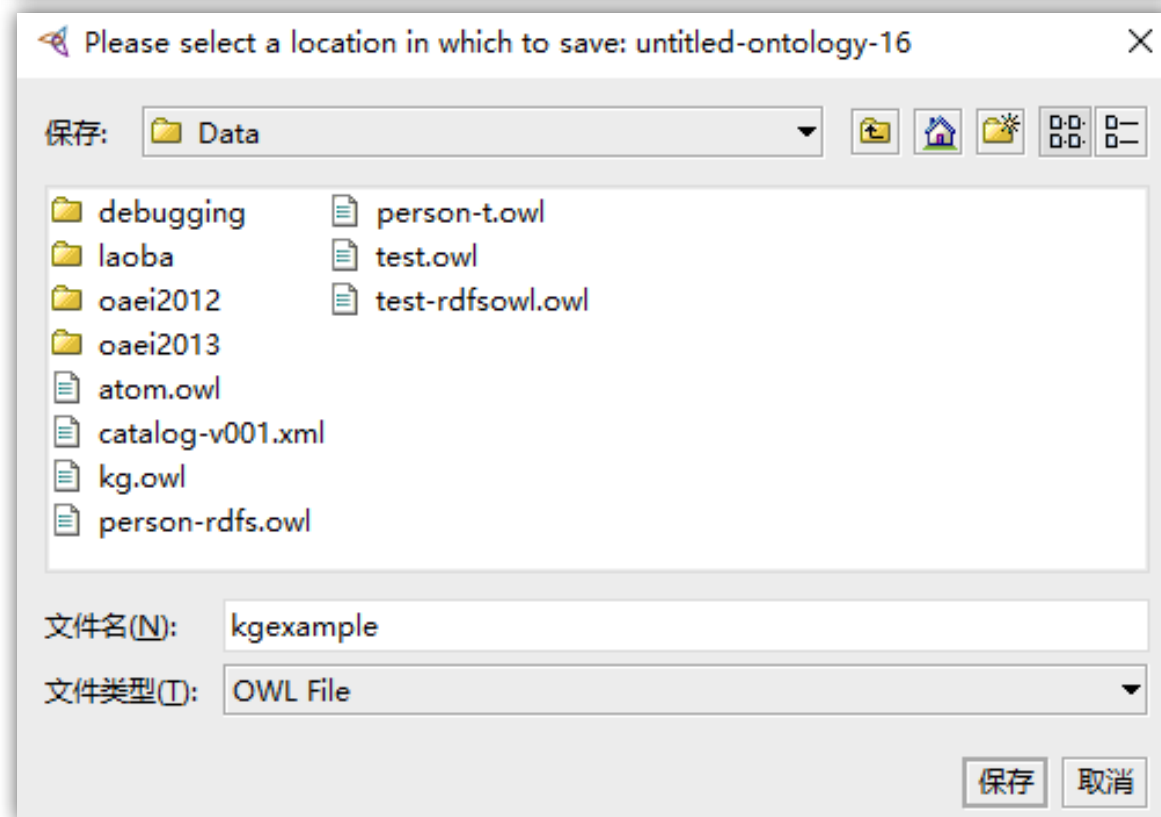 Please select a location in which to save: untitled-ontology-16
保存: Data
debugging person-t.owl
laoba test.owl
oaei2012 test-rdfsowl.owl
oaei2013
atom.owl
catalog-v001.xml
kg.owl
person-rdfs.owl
文件名(N): kgexample
文件类型(T): OWL File
保存 取消